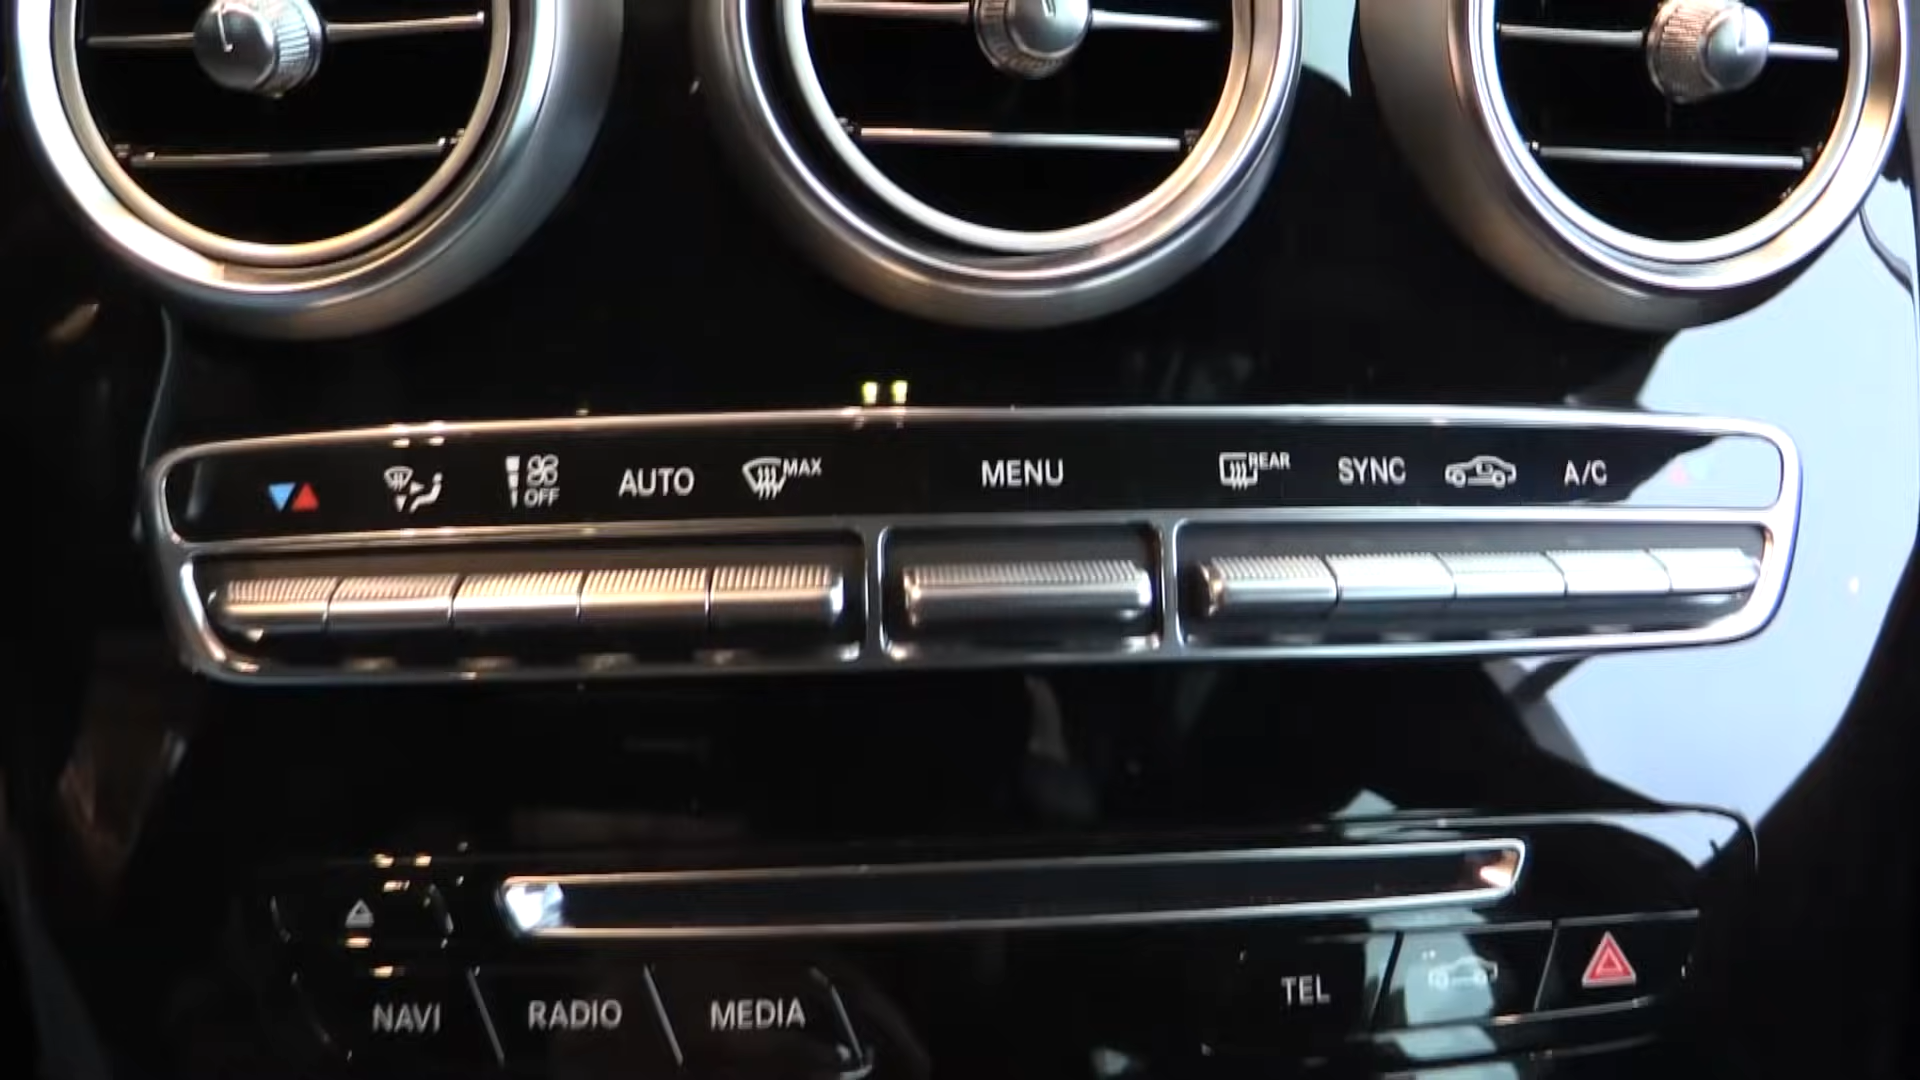 OFF
AUTO
MAX
MENU
REAR
SYNC
A/C
NAVI
RADIO
MEDIA
TEL